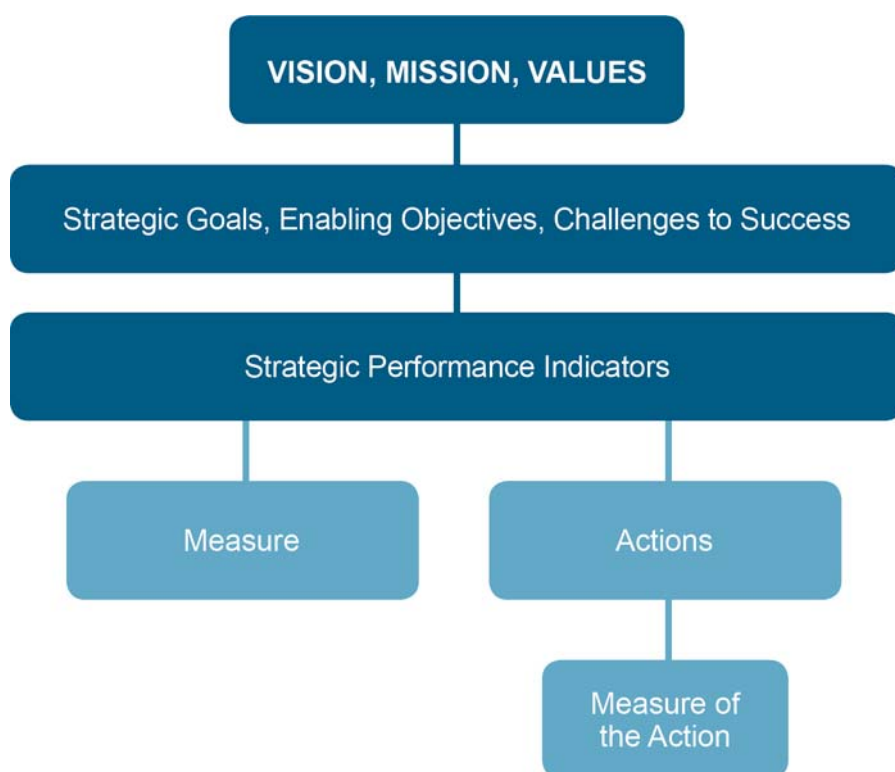 VISION, MISSION, VALUES
Strategic Goals, Enabling Objectives, Challenges to Success
Strategic Performance Indicators
Measure
Actions
Measure of
the Action